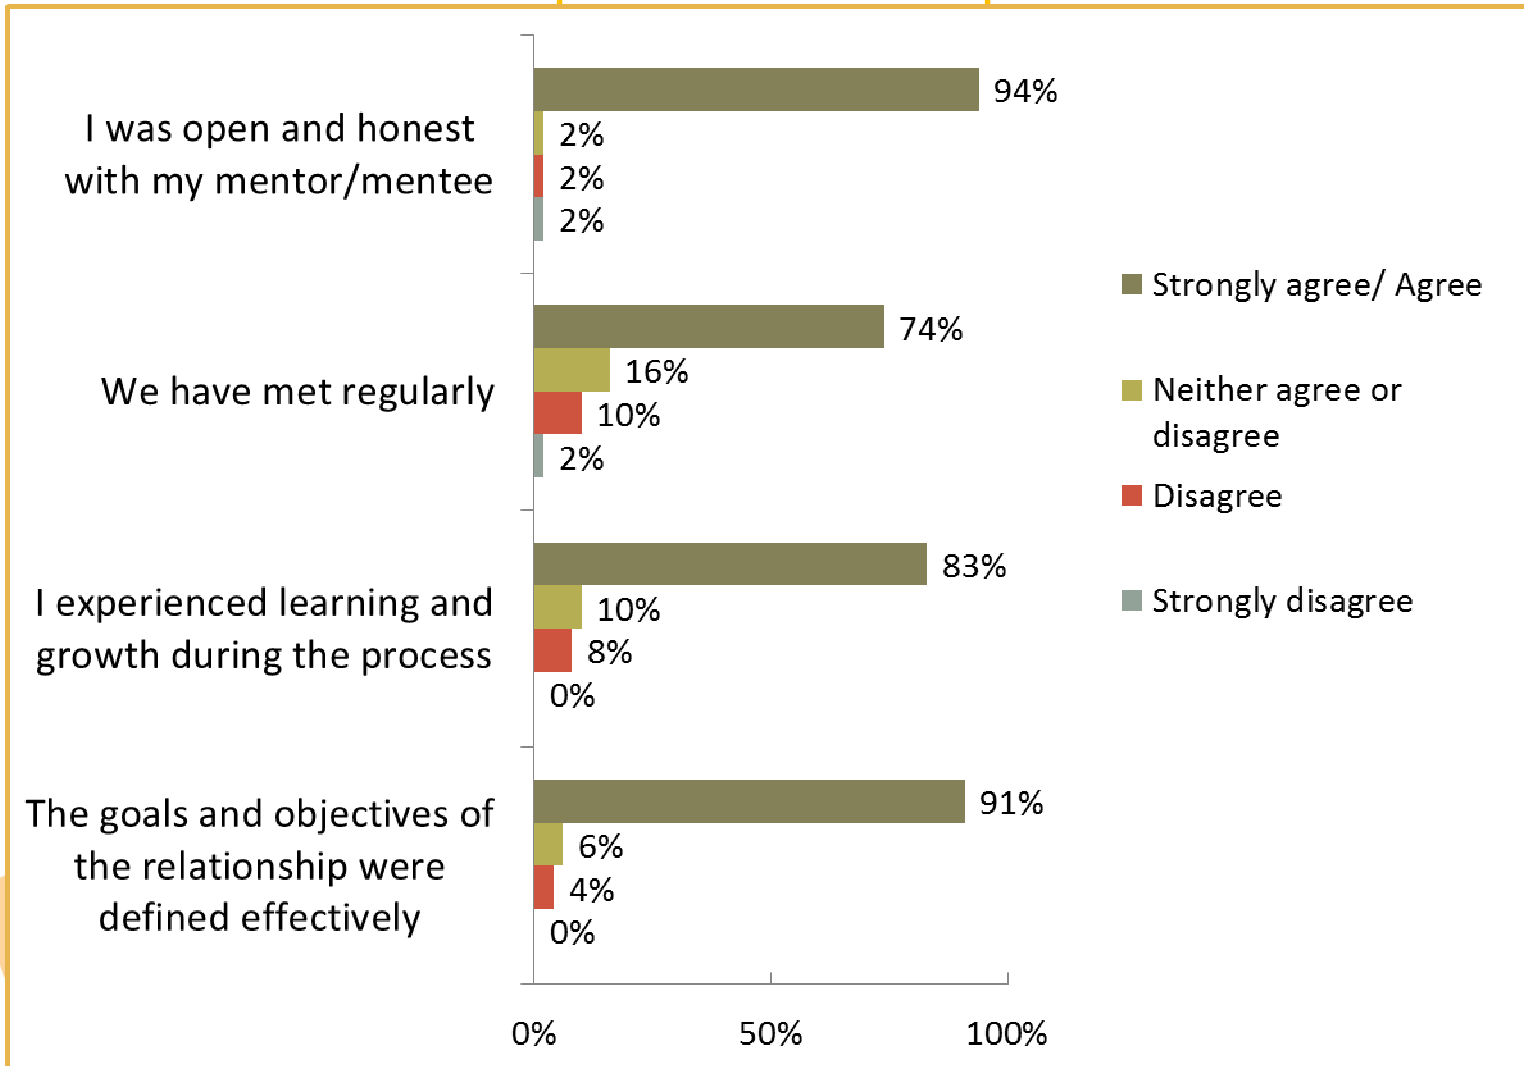 94%
I was open and honest
with my mentor/mentee
2%
2%
2%
74%
We have met regularly
16%
10%
2%
83%
I experienced learning and
growth during the process
10%
8%
0%
91%
The goals and objectives of
the relationship were
defined effectively
6%
4%
0%
0%
50%
100%
Strongly agree/ Agree
Neither agree or
disagree
Disagree
Strongly disagree